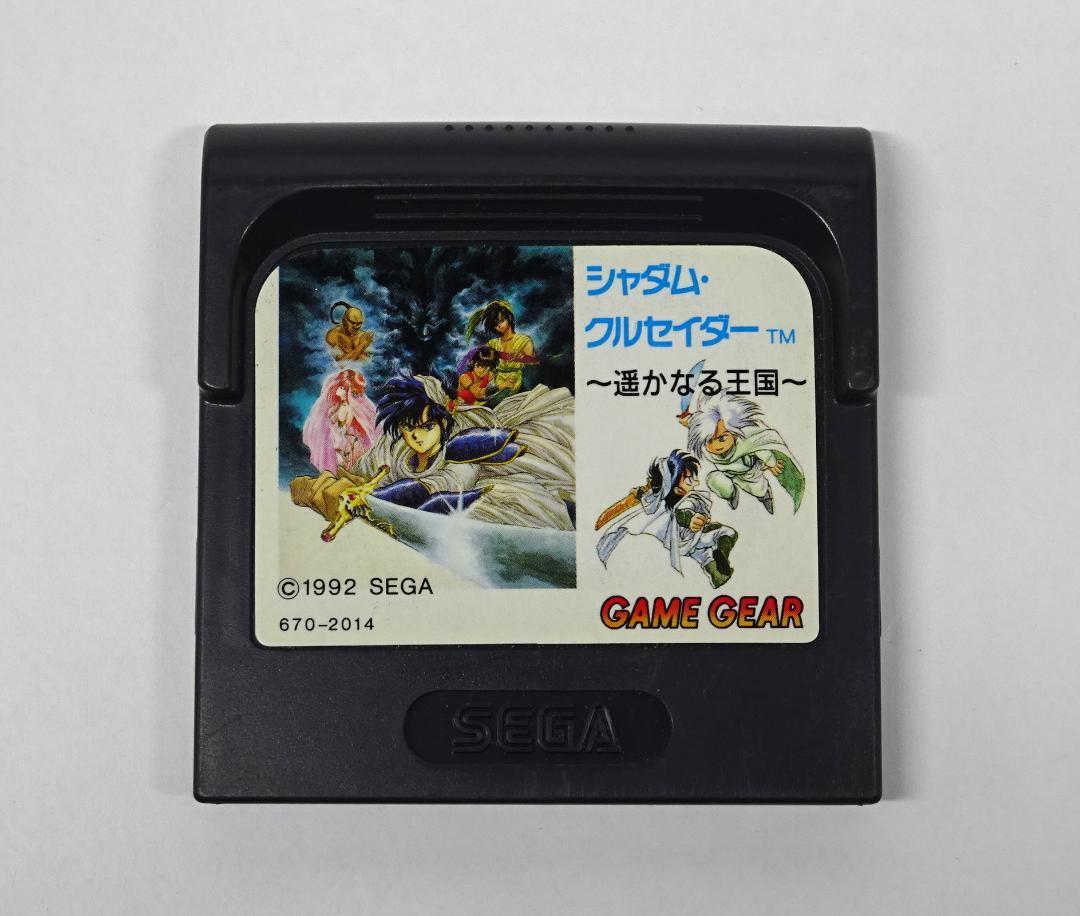 シャダム・
クルセイダー TM
～遥かなる王国～
©1992 SEGA
670-2014
GAME GEAR
SEGA